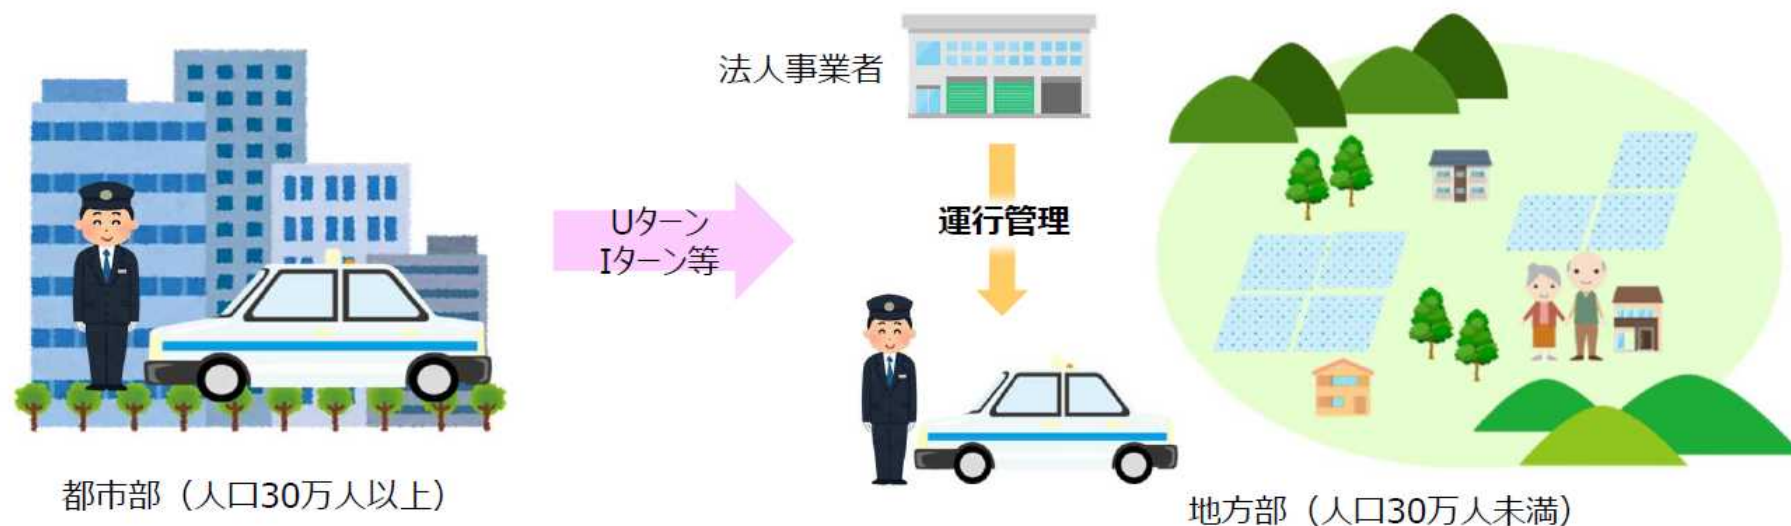 法人事業者
Uターン
Iターン等
運行管理
都市部（人口30万人以上）
地方部（人口30万人未満）